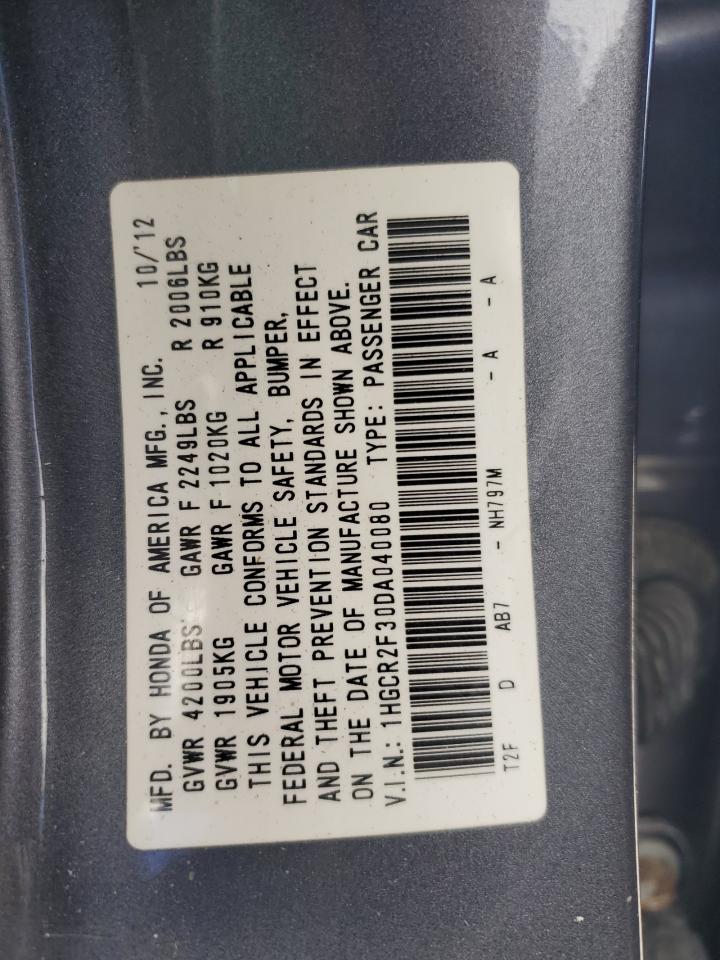 MFD. BY HONDA OF AMERICA MFG., INC. 10/'12
GVWR 4200LBS GAWR F 2249LBS R 2006LBS
GVWR 1905KG GAWR F 1020KG R 910KG
THIS VEHICLE CONFORMS TO ALL APPLICABLE
FEDERAL MOTOR VEHICLE SAFETY, BUMPER,
AND THEFT PREVENTION STANDARDS IN EFFECT
ON THE DATE OF MANUFACTURE SHOWN ABOVE.
V.I.N.: 1HGCR2F30DA040080 TYPE: PASSENGER CAR
T2F D AB7 - NH797M - A - A